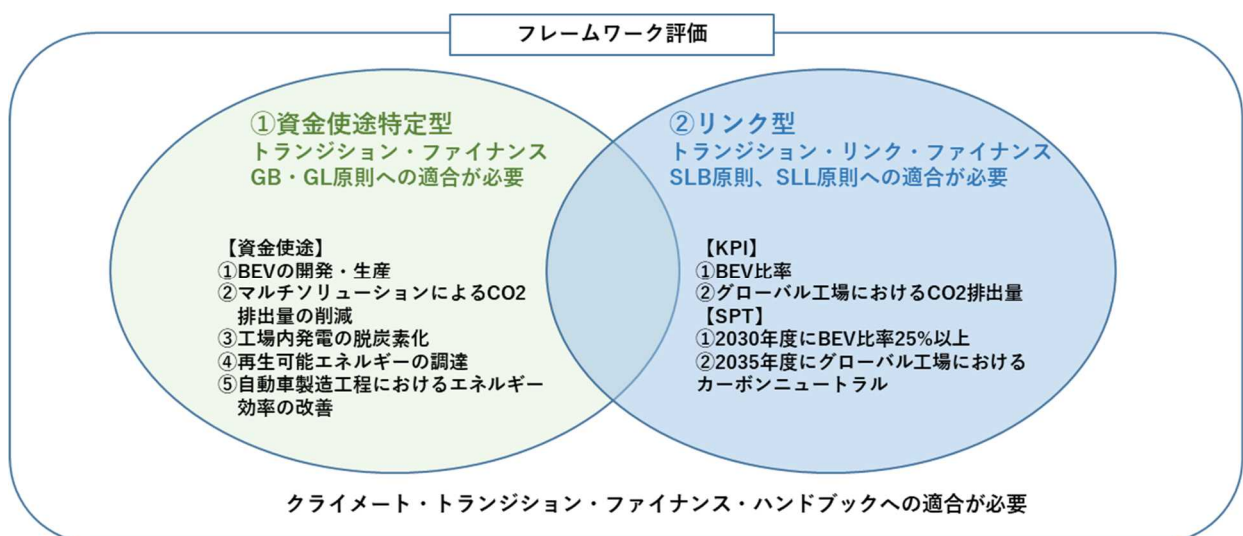 フレームワーク評価
①資金使途特定型
トランジション・ファイナンス
GB・GL原則への適合が必要
【資金使途】
①BEVの開発・生産
②マルチソリューションによるCO2
排出量の削減
③工場内発電の脱炭素化
④再生可能エネルギーの調達
⑤自動車製造工程におけるエネルギー
効率の改善
②リンク型
トランジション・リンク・ファイナンス
SLB原則、SLL原則への適合が必要
【KPI】
①BEV比率
②グローバル工場におけるCO2排出量
【SPT】
①2030年度にBEV比率25%以上
②2035年度にグローバル工場における
カーボンニュートラル
クライメート・トランジション・ファイナンス・ハンドブックへの適合が必要